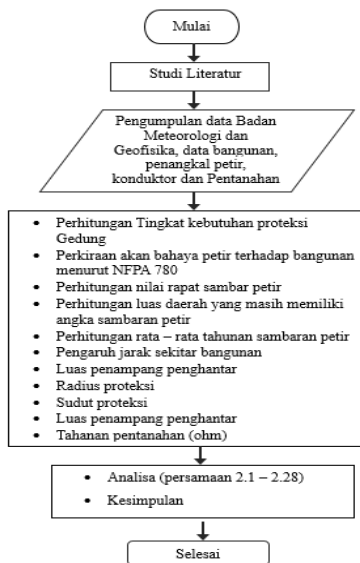 Mulai
Studi Literatur
Pengumpulan data Badan
Meteorologi dan
Geofisika, data bangunan,
penangkal petir,
konduktor dan Pentanahan
• Perhitungan Tingkat kebutuhan proteksi
Gedung
• Perkiraan akan bahaya petir terhadap bangunan
menurut NFPA 780
• Perhitungan nilai rapat sambar petir
• Perhitungan luas daerah yang masih memiliki
angka sambaran petir
• Perhitungan rata – rata tahunan sambaran petir
• Pengaruh jarak sekitar bangunan
• Luas penampang penghantar
• Radius proteksi
• Sudut proteksi
• Luas penampang penghantar
• Tahanan pentanahan (ohm)
• Analisa (persamaan 2.1 – 2.28)
• Kesimpulan
Selesai